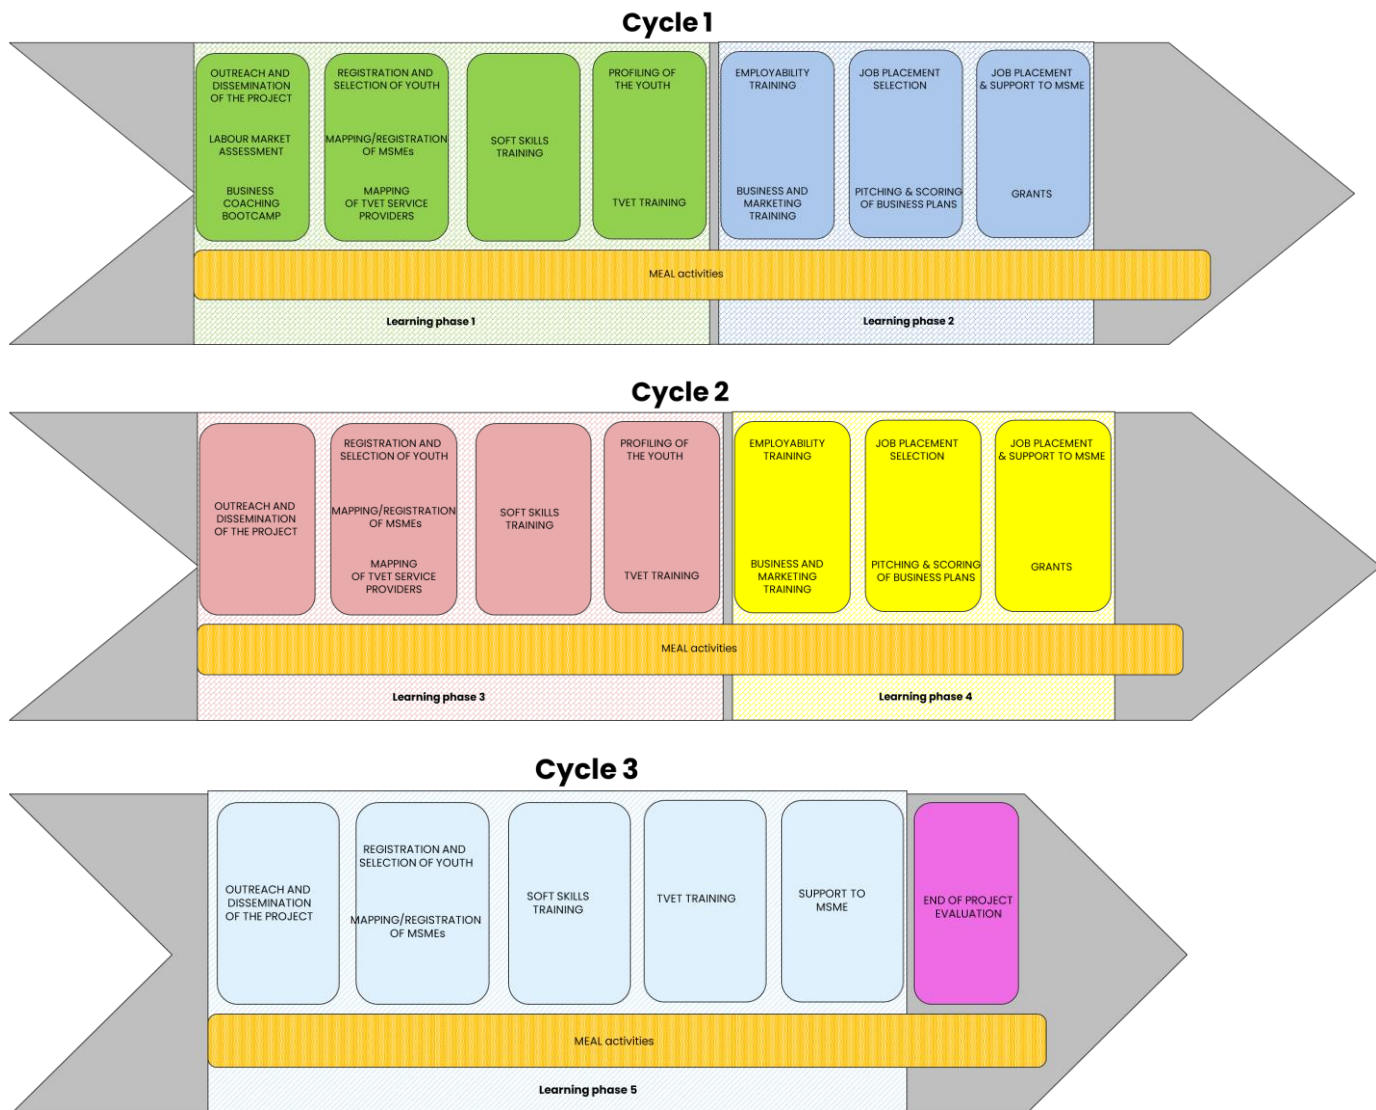 Cycle 1
OUTREACH AND
DISSEMINATION
OF THE PROJECT
LABOUR MARKET
ASSESSMENT
BUSINESS
COACHING
BOOTCAMP
REGISTRATION AND
SELECTION OF YOUTH
MAPPING/REGISTRATION
OF MSMEs
MAPPING
OF TVET SERVICE
PROVIDERS
SOFT SKILLS
TRAINING
PROFILING OF
THE YOUTH
TVET TRAINING
EMPLOYABILITY
TRAINING
BUSINESS AND
MARKETING
TRAINING
JOB PLACEMENT
SELECTION
PITCHING & SCORING
OF BUSINESS PLANS
JOB PLACEMENT
& SUPPORT TO MSME
GRANTS
MEAL activities
Learning phase 1
Learning phase 2
Cycle 2
OUTREACH AND
DISSEMINATION
OF THE PROJECT
REGISTRATION AND
SELECTION OF YOUTH
MAPPING/REGISTRATION
OF MSMEs
MAPPING
OF TVET SERVICE
PROVIDERS
SOFT SKILLS
TRAINING
PROFILING OF
THE YOUTH
TVET TRAINING
EMPLOYABILITY
TRAINING
BUSINESS AND
MARKETING
TRAINING
JOB PLACEMENT
SELECTION
PITCHING & SCORING
OF BUSINESS PLANS
JOB PLACEMENT
& SUPPORT TO MSME
GRANTS
MEAL activities
Learning phase 3
Learning phase 4
Cycle 3
OUTREACH AND
DISSEMINATION
OF THE PROJECT
REGISTRATION AND
SELECTION OF YOUTH
MAPPING/REGISTRATION
OF MSMEs
SOFT SKILLS
TRAINING
TVET TRAINING
SUPPORT TO
MSME
END OF PROJECT
EVALUATION
MEAL activities
Learning phase 5